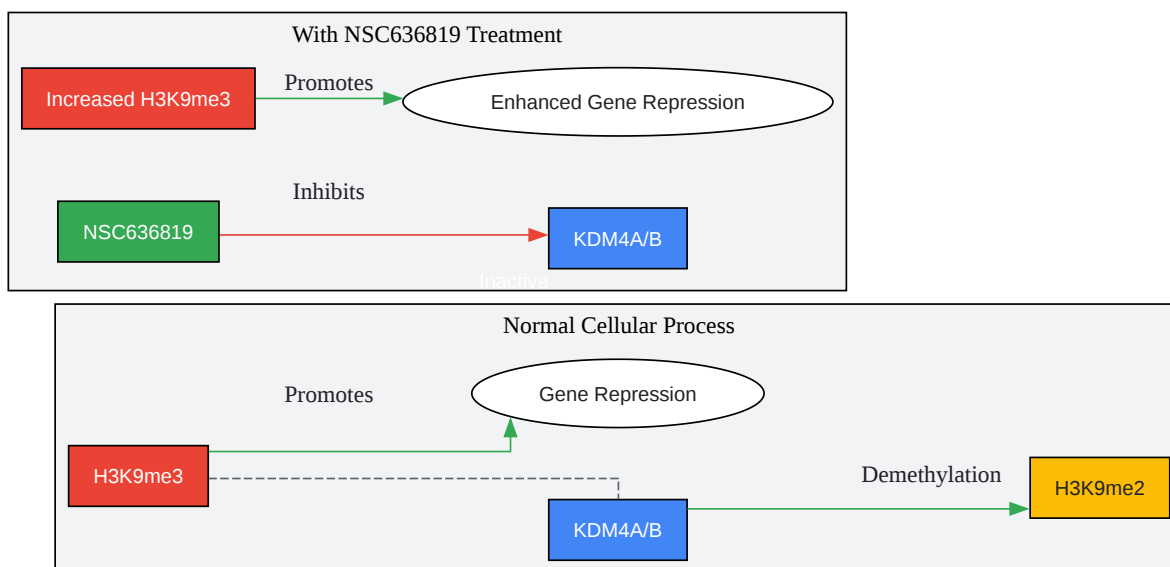 With NSC636819 Treatment
Increased H3K9me3
Promotes
Enhanced Gene Repression
NSC636819
Inhibits
KDM4A/B
Inactive
Normal Cellular Process
Promotes
Gene Repression
H3K9me3
KDM4A/B
Demethylation
H3K9me2